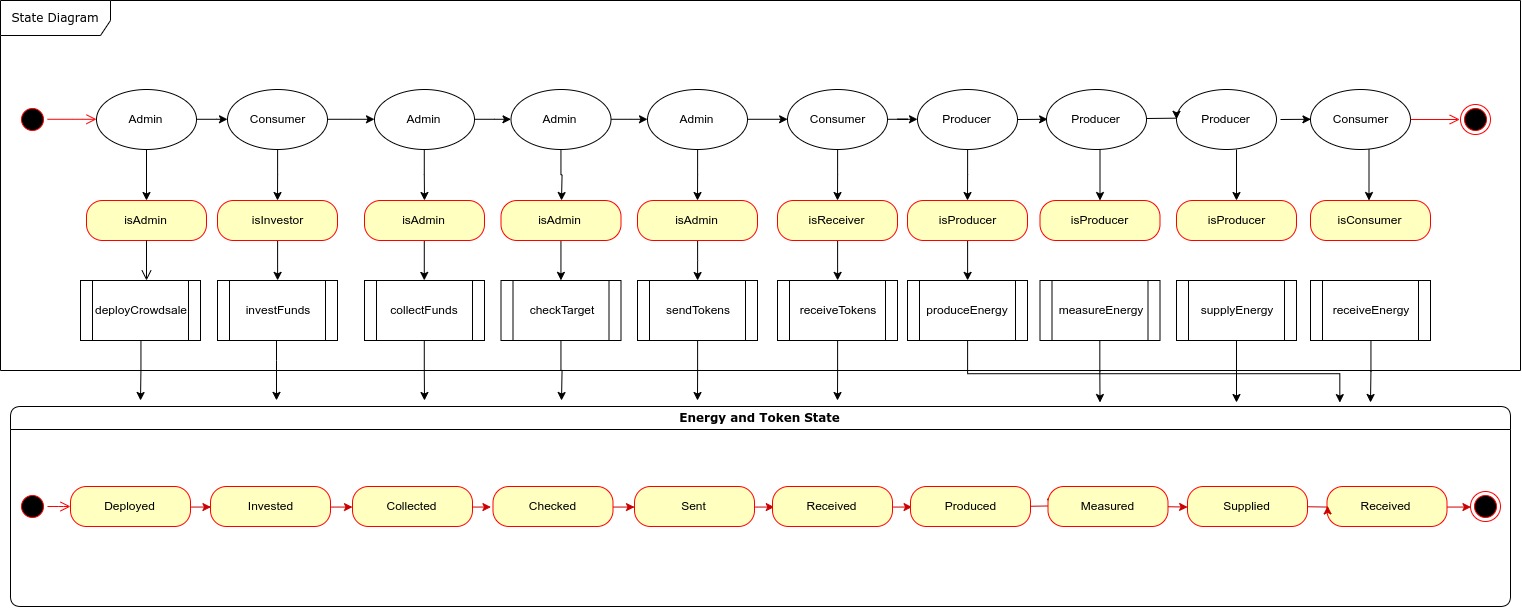 State Diagram
Admin
Consumer
Admin
Admin
Admin
Consumer
Producer
Producer
Producer
Consumer
isAdmin
isInvestor
isAdmin
isAdmin
isAdmin
isReceiver
isProducer
isProducer
isProducer
isConsumer
deployCrowdsale
investFunds
collectFunds
checkTarget
sendTokens
receiveTokens
produceEnergy
measureEnergy
supplyEnergy
receiveEnergy
Energy and Token State
Deployed
Invested
Collected
Checked
Sent
Received
Produced
Measured
Supplied
Received